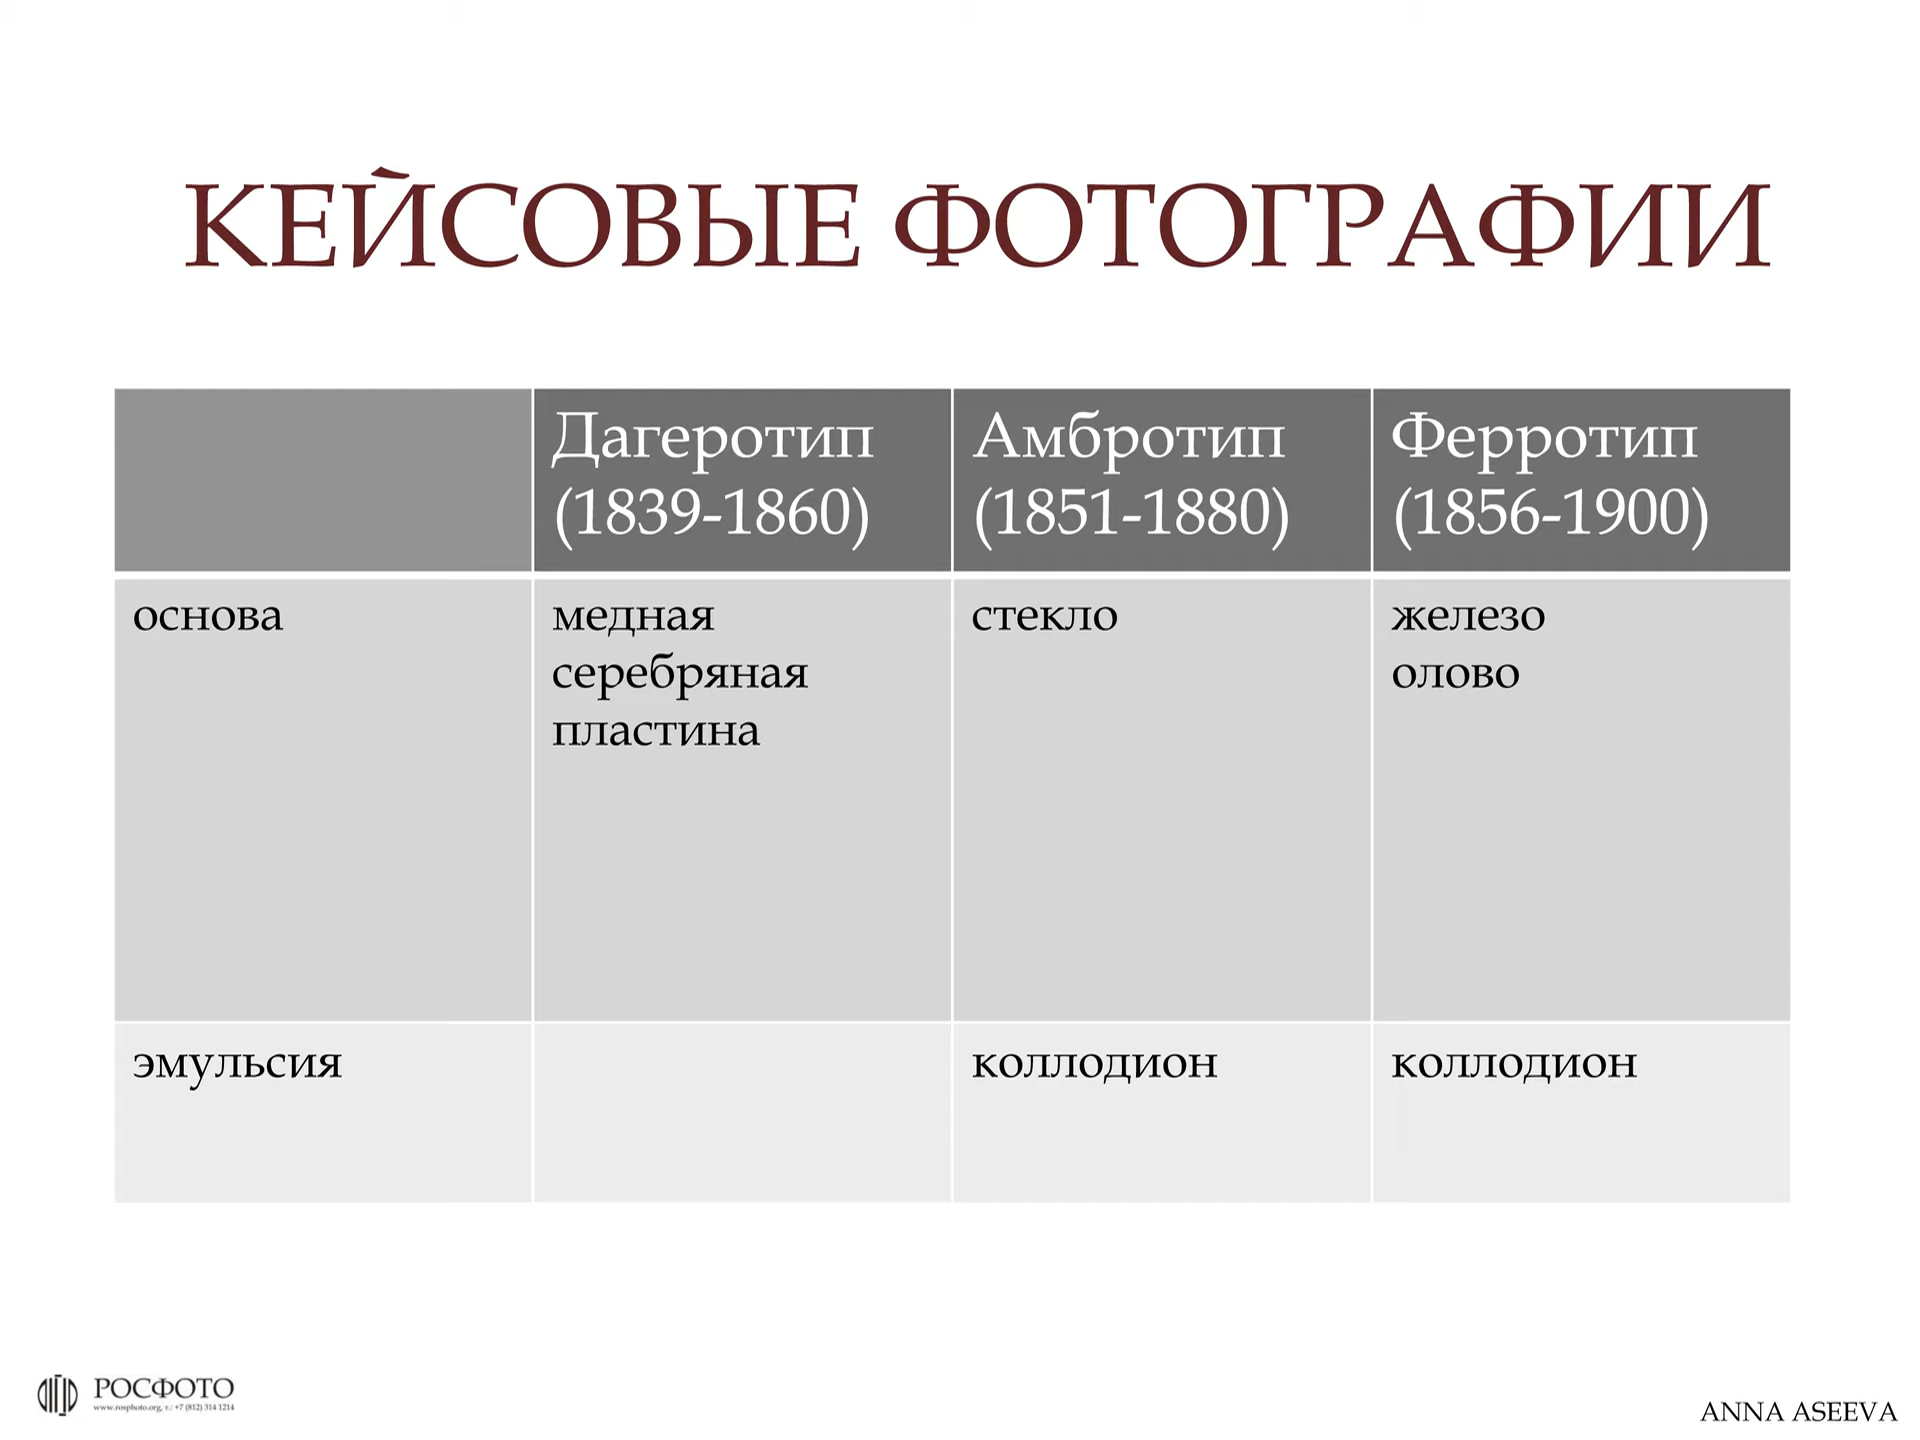 КЕЙСОВЫЕ ФОТОГРАФИИ
Дагеротип
(1839-1860)
Амбротип
(1851-1880)
Ферротип
(1856-1900)
основа
медная
серебряная
пластина
стекло
железо
олово
эмульсия
коллодион
коллодион
РОСФОТО
www.rosphoto.org, т.: +7 (812) 314 1214
ANNA ASEEVA